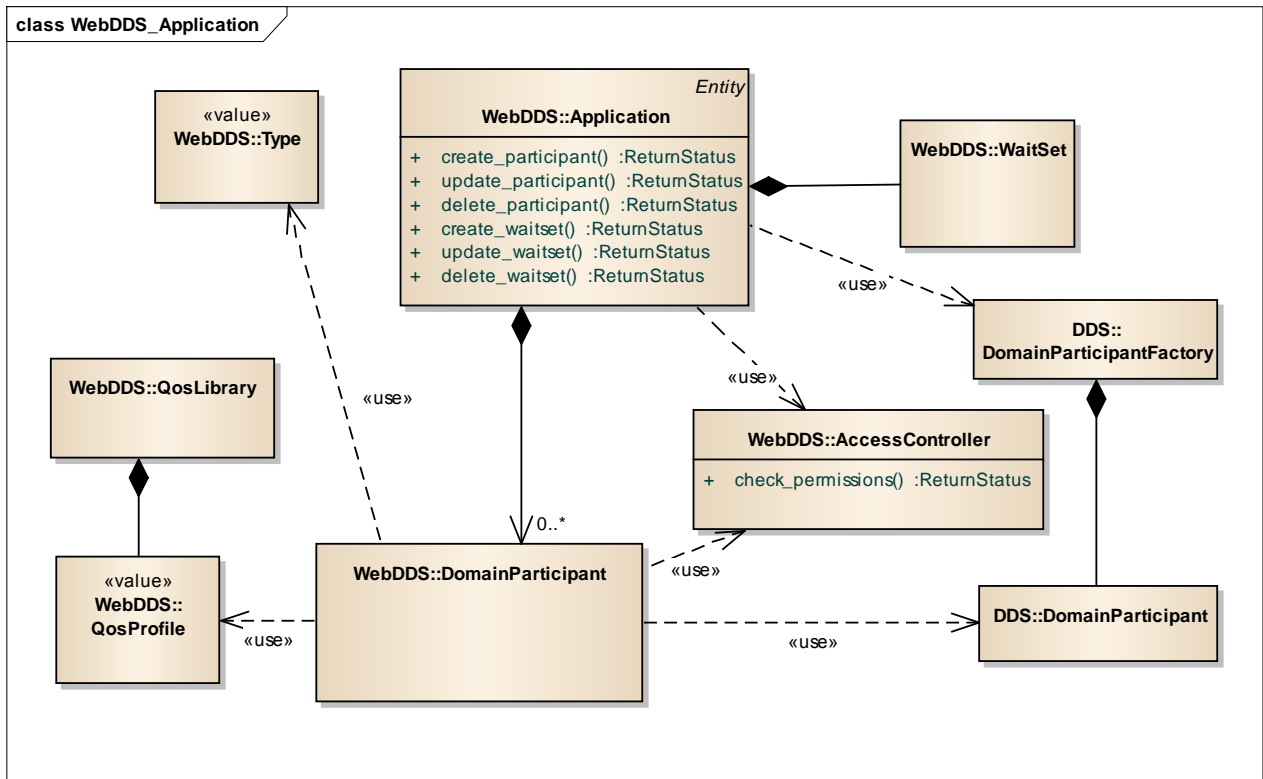 class WebDDS_Application
«value»
WebDDS::Type
Entity
WebDDS::Application
+ create_participant() :ReturnStatus
+ update_participant() :ReturnStatus
+ delete_participant() :ReturnStatus
+ create_waitset() :ReturnStatus
+ update_waitset() :ReturnStatus
+ delete_waitset() :ReturnStatus
WebDDS::WaitSet
«use»
DDS::
DomainParticipantFactory
WebDDS::QosLibrary
«use»
«use»
WebDDS::AccessController
+ check_permissions() :ReturnStatus
0..*
WebDDS::DomainParticipant
«use»
«value»
WebDDS::
QosProfile
«use»
«use»
DDS::DomainParticipant